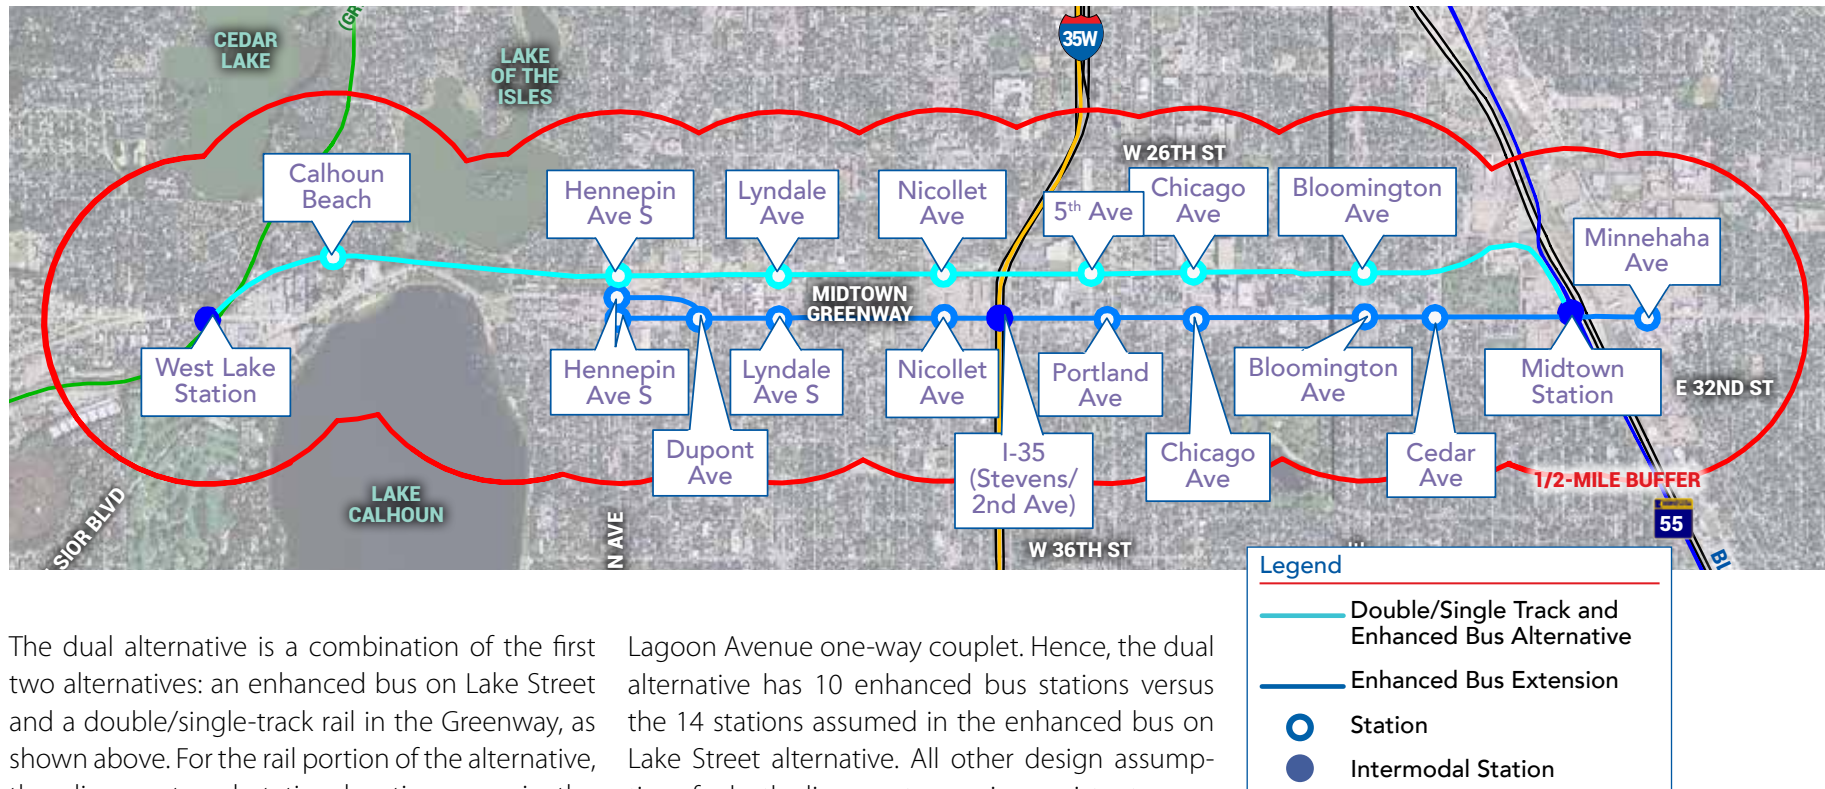 (GR
CEDAR
LAKE
LAKE
OF THE
ISLES
35W
W 26TH ST
Calhoun
Beach
Hennepin
Ave S
Lyndale
Ave
Nicollet
Ave
5th Ave
Chicago
Ave
Bloomington
Ave
Minnehaha
Ave
MIDTOWN
GREENWAY
West Lake
Station
Hennepin
Ave S
Lyndale
Ave S
Nicollet
Ave
Portland
Ave
Bloomington
Ave
Midtown
Station
E 32ND ST
Dupont
Ave
I-35
(Stevens/
2nd Ave)
Chicago
Ave
Cedar
Ave
1/2-MILE BUFFER
LAKE
CALHOUN
SIOR BLVD
N AVE
W 36TH ST
55
Bl
Legend
Double/Single Track and
Enhanced Bus Alternative
Enhanced Bus Extension
Station
Intermodal Station
The dual alternative is a combination of the first
two alternatives: an enhanced bus on Lake Street
and a double/single-track rail in the Greenway, as
shown above. For the rail portion of the alternative,
Lagoon Avenue one-way couplet. Hence, the dual
alternative has 10 enhanced bus stations versus
the 14 stations assumed in the enhanced bus on
Lake Street alternative. All other design assump-